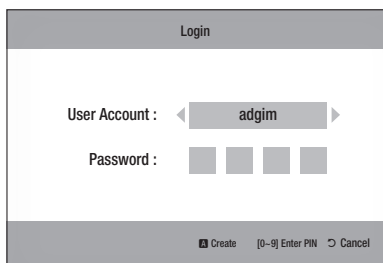 Login
User Account : adgim
Password :
A Create [0~9] Enter PIN Cancel